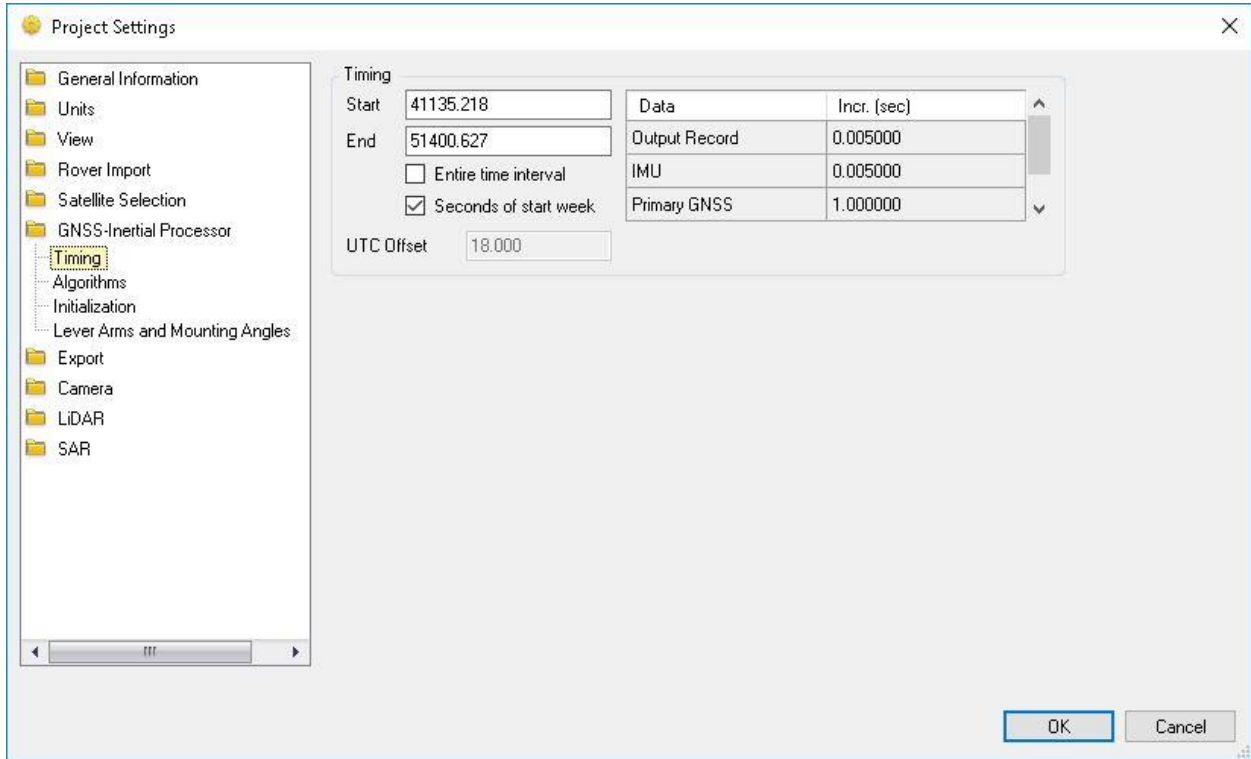 Project Settings
General Information
Units
View
Rover Import
Satellite Selection
GNSS-Inertial Processor
Timing
Algorithms
Initialization
Lever Arms and Mounting Angles
Export
Camera
LiDAR
SAR
Timing
Start 41135.218
End 51400.627
Entire time interval
Seconds of start week
UTC Offset 18.000
Data Incr. (sec)
Output Record 0.005000
IMU 0.005000
Primary GNSS 1.000000
OK Cancel